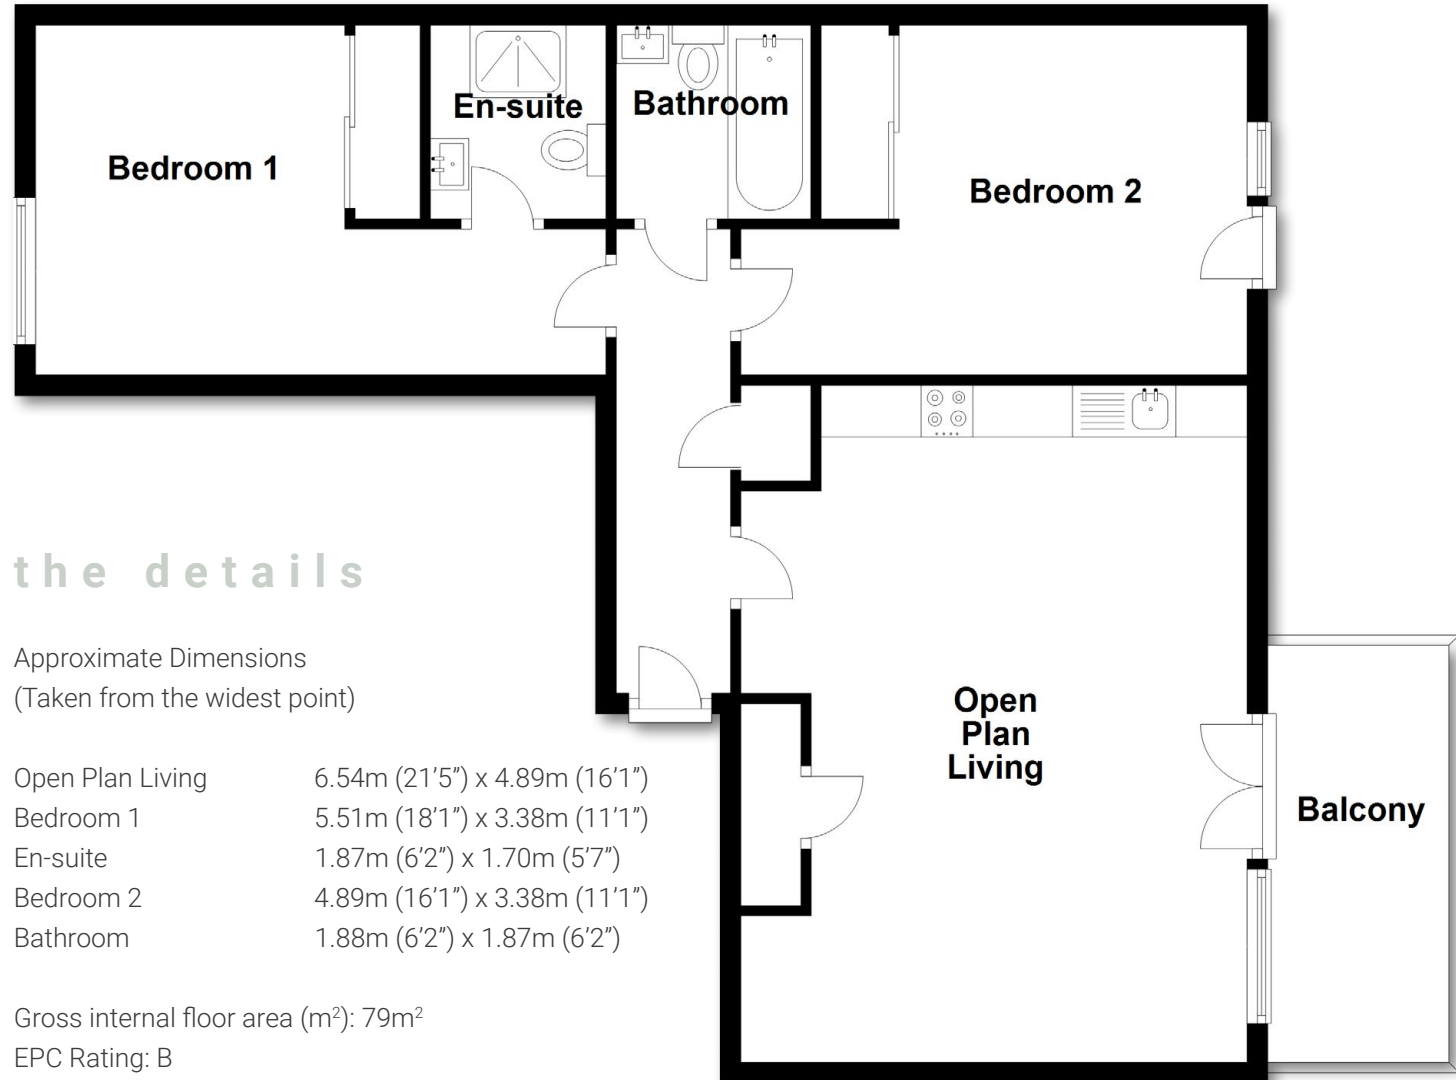 Bedroom 1
En-suite
Bathroom
Bedroom 2
Open
Plan
Living
Balcony
the details
Approximate Dimensions
(Taken from the widest point)
Open Plan Living 6.54m (21’5”) x 4.89m (16’1”)
Bedroom 1 5.51m (18’1”) x 3.38m (11’1”)
En-suite 1.87m (6’2”) x 1.70m (5’7”)
Bedroom 2 4.89m (16’1”) x 3.38m (11’1”)
Bathroom 1.88m (6’2”) x 1.87m (6’2”)
Gross internal floor area (m²): 79m²
EPC Rating: B